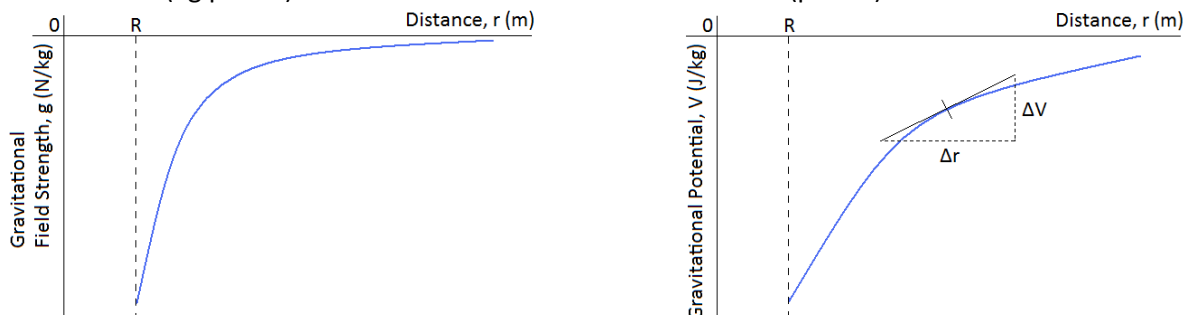 0
R
Distance, r (m)
Gravitational
Field Strength, g (N/kg)
0
R
Distance, r (m)
Gravitational Potential, V (J/kg)
ΔV
Δr